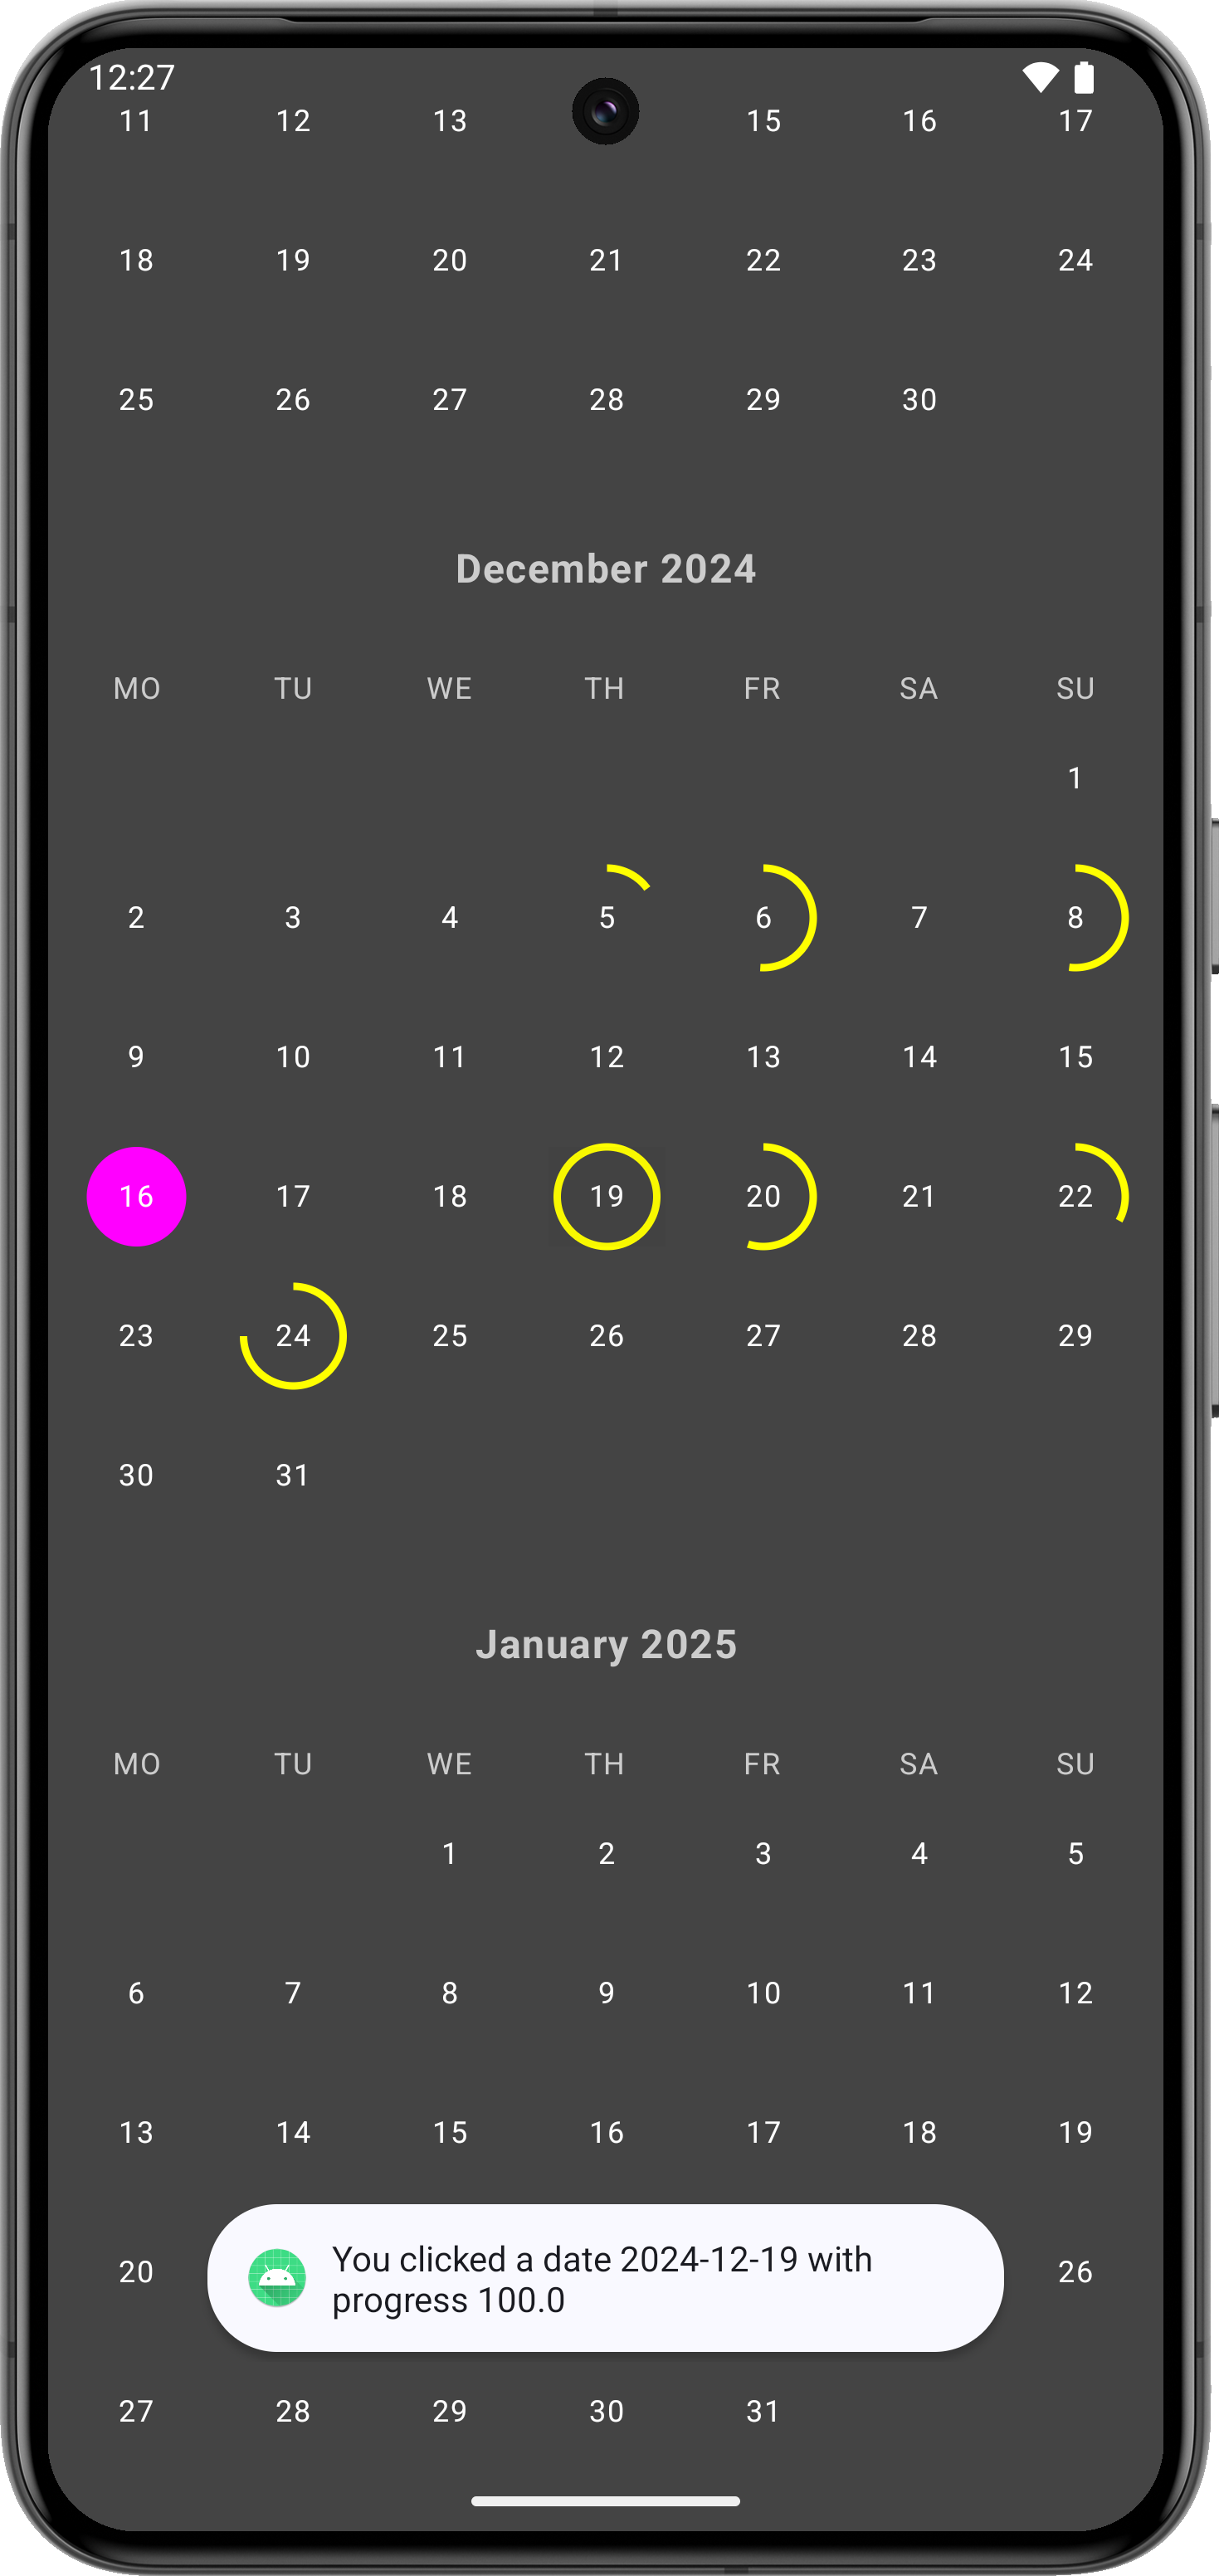 12:27
11 12 13 15 16 17
18 19 20 21 22 23 24
25 26 27 28 29 30
December 2024
MO TU WE TH FR SA SU
1
2 3 4 5 6 7 8
9 10 11 12 13 14 15
16 17 18 19 20 21 22
23 24 25 26 27 28 29
30 31
January 2025
MO TU WE TH FR SA SU
1 2 3 4 5
6 7 8 9 10 11 12
13 14 15 16 17 18 19
20 26
You clicked a date 2024-12-19 with
progress 100.0
27 28 29 30 31